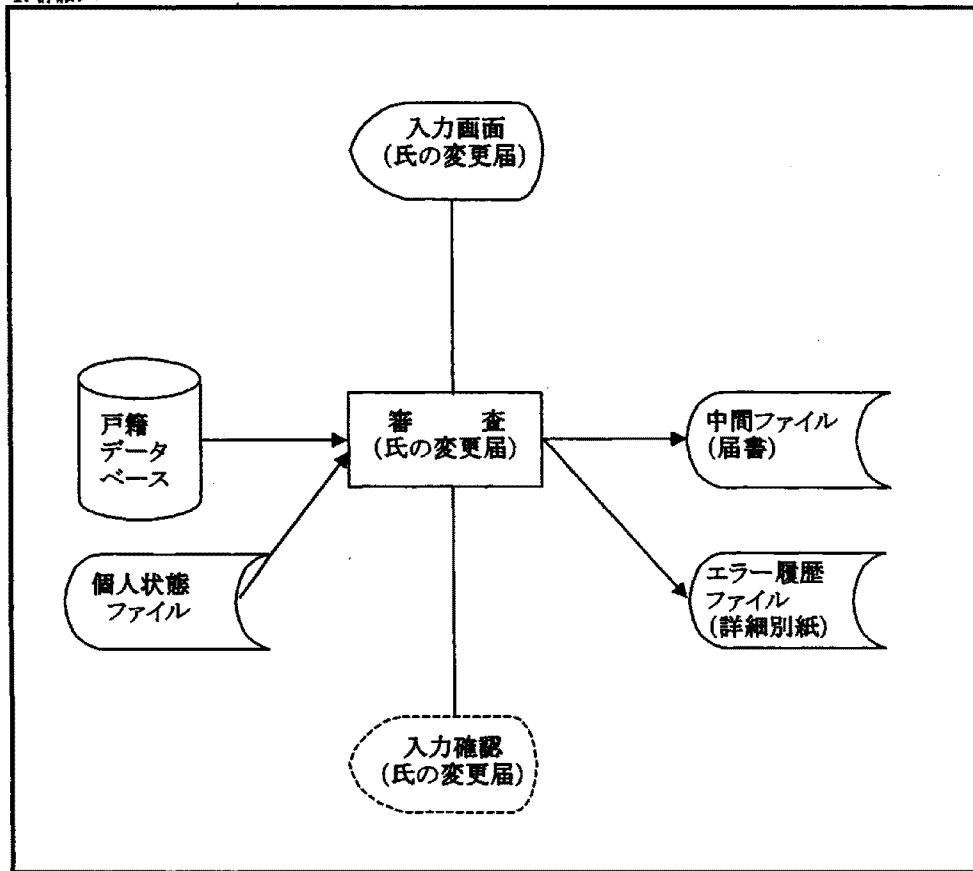 入力画面
(氏の変更届)
戸籍
データ
ベース
審　　査
(氏の変更届)
中間ファイル
(届書)
個人状態
ファイル
エラー履歴
ファイル
(詳細別紙)
入力確認
(氏の変更届)